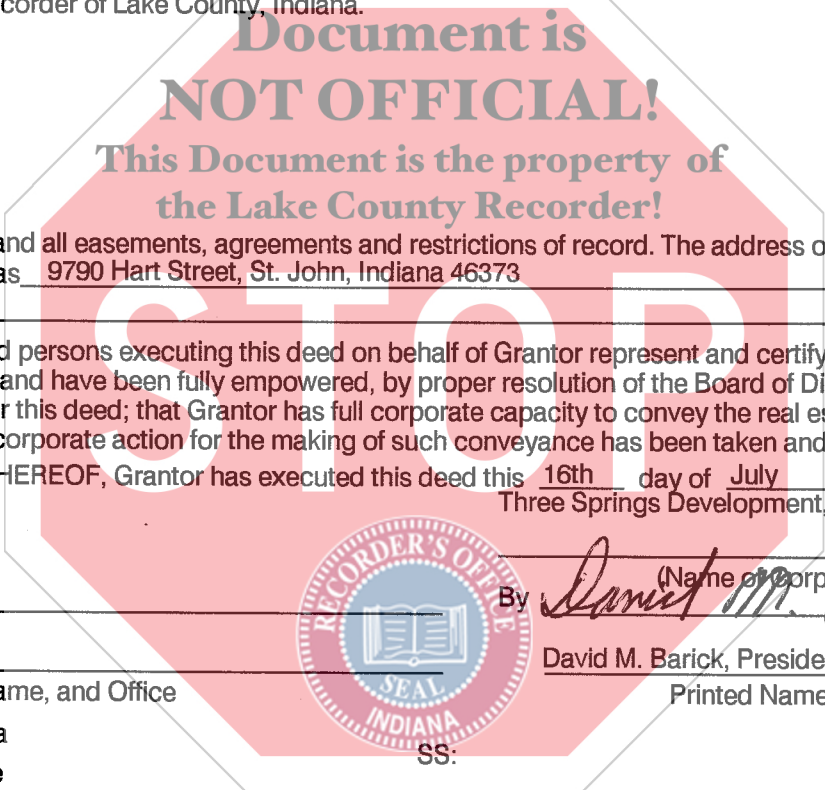 corder of Lake County, Indiana.
Document is
NOT OFFICIAL!
This Document is the property of
the Lake County Recorder!
and all easements, agreements and restrictions of record. The address o
as 9790 Hart Street, St. John, Indiana 46373
STOP
d persons executing this deed on behalf of Grantor represent and certify
and have been fully empowered, by proper resolution of the Board of Di
r this deed; that Grantor has full corporate capacity to convey the real es
corporate action for the making of such conveyance has been taken and
HEREOF, Grantor has executed this deed this 16th day of July
Three Springs Development,
(Name of corp
By David M.
David M. Barick, Preside
ame, and Office
Printed Name
a
SS:
e
RECORDER'S OFFICE
SEAL
INDIANA